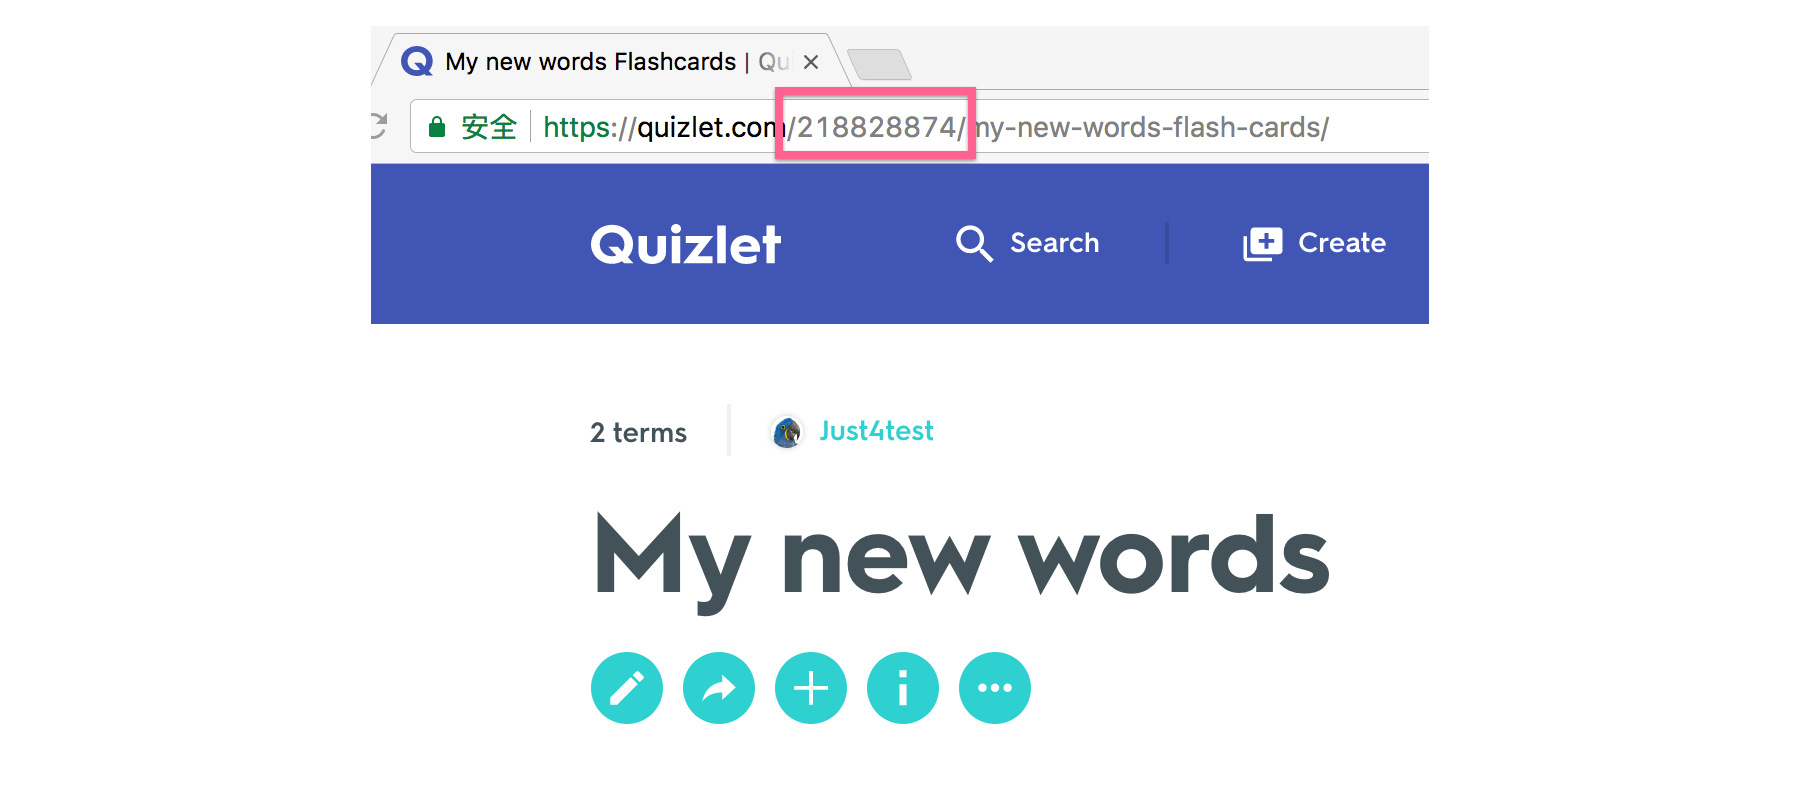 My new words Flashcards | Qui
安全 https://quizlet.com/218828874/my-new-words-flash-cards/
Quizlet Search Create
2 terms Just4test
My new words